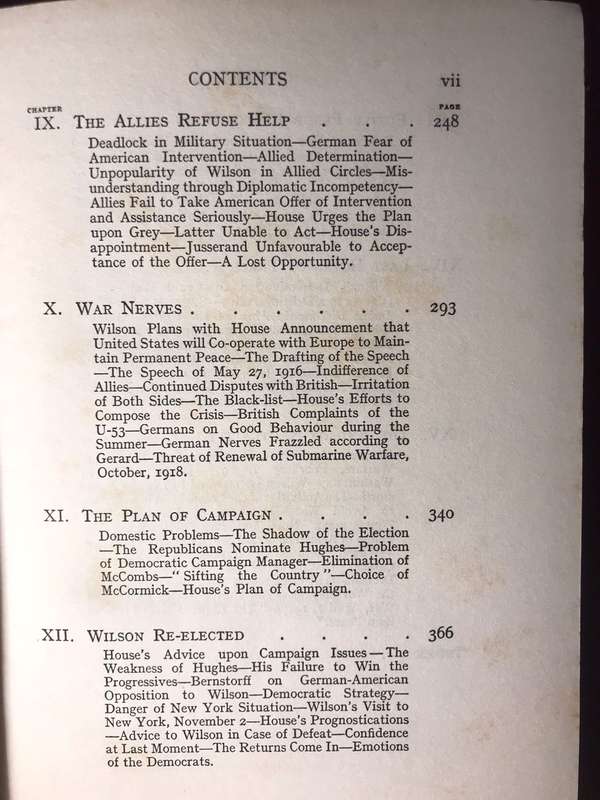 CONTENTS vii
CHAPTER PAGE
IX. THE ALLIES REFUSE HELP . . . 248
Deadlock in Military Situation—German Fear of
American Intervention—Allied Determination—
Unpopularity of Wilson in Allied Circles—Mis-
understanding through Diplomatic Incompetency—
Allies Fail to Take American Offer of Intervention
and Assistance Seriously—House Urges the Plan
upon Grey—Latter Unable to Act—House's Dis-
appointment—Jusserand Unfavourable to Accep-
tance of the Offer—A Lost Opportunity.
X. WAR NERVES . . . . . . 293
Wilson Plans with House Announcement that
United States will Co-operate with Europe to Main-
tain Permanent Peace—The Drafting of the Speech
—The Speech of May 27, 1916—Indifference of
Allies—Continued Disputes with British—Irritation
of Both Sides—The Black-list—House's Efforts to
Compose the Crisis—British Complaints of the
U-53—Germans on Good Behaviour during the
Summer—German Nerves Frazzled according to
Gerard—Threat of Renewal of Submarine Warfare,
October, 1918.
XI. THE PLAN OF CAMPAIGN . . . . 340
Domestic Problems—The Shadow of the Election
—The Republicans Nominate Hughes—Problem
of Democratic Campaign Manager—Elimination of
McCombs—“ Sifting the Country ”—Choice of
McCormick—House's Plan of Campaign.
XII. WILSON RE-ELECTED . . . . 366
House's Advice upon Campaign Issues—The
Weakness of Hughes—His Failure to Win the
Progressives—Bernstorff on German-American
Opposition to Wilson—Democratic Strategy—
Danger of New York Situation—Wilson's Visit to
New York, November 2—House's Prognostications
—Advice to Wilson in Case of Defeat—Confidence
at Last Moment—The Returns Come In—Emotions
of the Democrats.